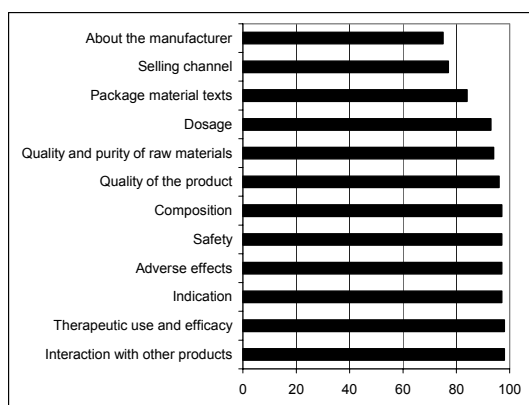 About the manufacturer
Selling channel
Package material texts
Dosage
Quality and purity of raw materials
Quality of the product
Composition
Safety
Adverse effects
Indication
Therapeutic use and efficacy
Interaction with other products
0 20 40 60 80 100